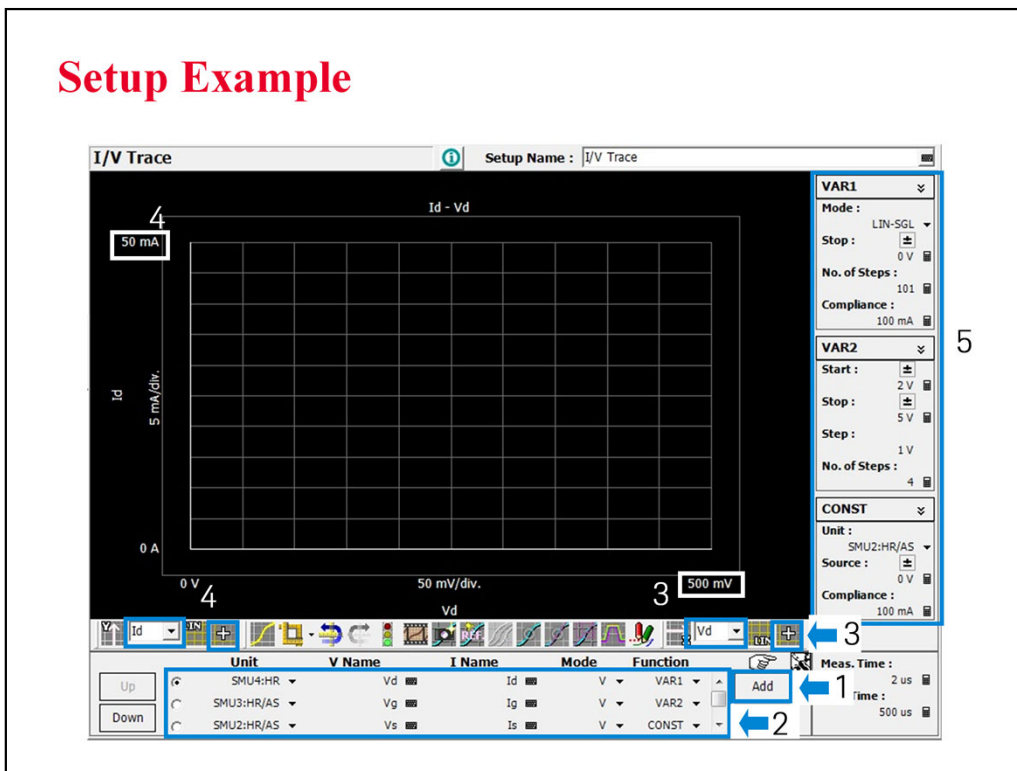 Setup Example
I/V Trace
Setup Name : I/V Trace
4
Id - Vd
50 mA
Id
5 mA/div.
0 A
0 V
50 mV/div.
500 mV
4
3
Vd
VAR1
Mode :
LIN-SGL
Stop :
0 V
No. of Steps :
101
Compliance :
100 mA
VAR2
Start :
2 V
Stop :
5 V
Step :
1 V
No. of Steps :
4
CONST
Unit :
SMU2:HR/AS
Source :
0 V
Compliance :
100 mA
5
Y
Id
REF.
Vd
LIN
3
Unit V Name I Name Mode Function
Up
Down
SMU4:HR Vd Id V VAR1
SMU3:HR/AS Vg Ig V VAR2
SMU2:HR/AS Vs Is V CONST
Add
1
2
Meas. Time :
2 us
Time :
500 us